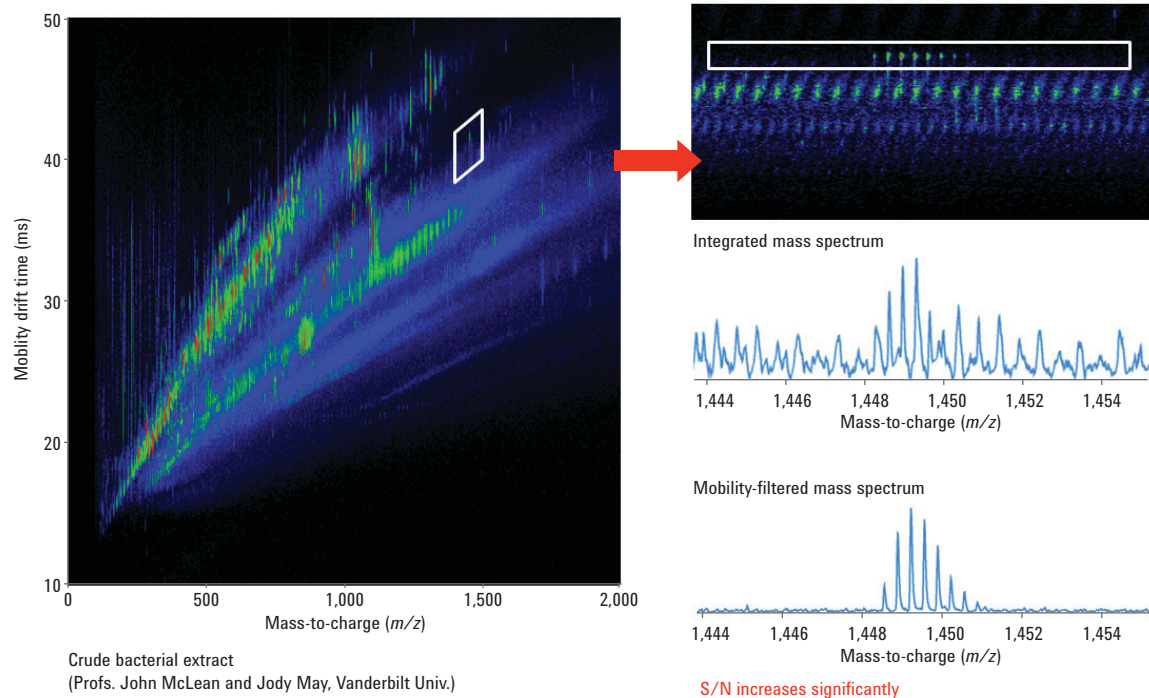 50
40
30
20
10
Moblity drift time (ms)
0
500
1,000
1,500
2,000
Mass-to-charge (m/z)
Crude bacterial extract
(Profs. John McLean and Jody May, Vanderbilt Univ.)
Integrated mass spectrum
1,444
1,446
1,448
1,450
1,452
1,454
Mass-to-charge (m/z)
Mobility-filtered mass spectrum
1,444
1,446
1,448
1,450
1,452
1,454
Mass-to-charge (m/z)
S/N increases significantly